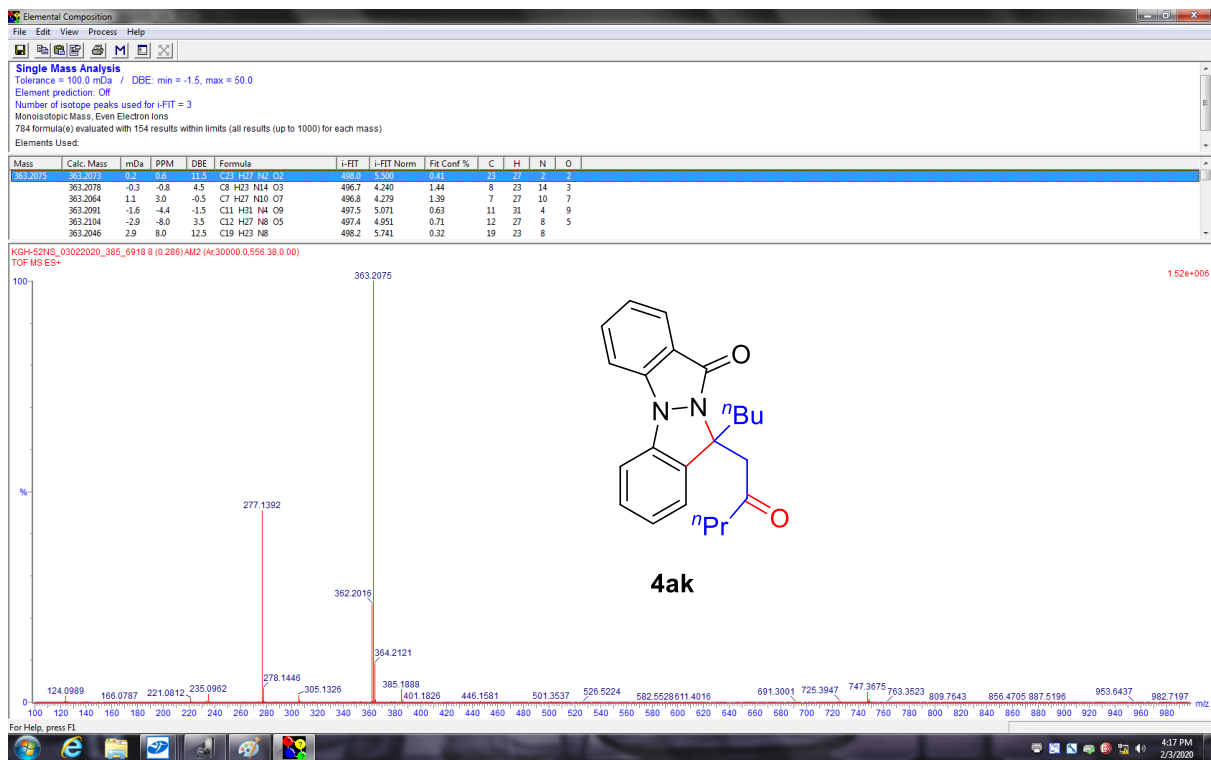 Elemental Composition
File Edit View Process Help
Single Mass Analysis
Tolerance = 100.0 mDa / DBE: min = -1.5, max = 50.0
Element prediction: Off
Number of isotope peaks used for i-FIT = 3
Monoisotopic Mass, Even Electron Ions
784 formula(e) evaluated with 154 results within limits (all results (up to 1000) for each mass)
Elements Used:
Mass Calc. Mass mDa PPM DBE Formula i-FIT i-FIT Norm Fit Conf % C H N O
363.2075 363.2073 0.2 0.6 11.5 C23 H27 N2 O2 498.0 5.500 0.41 23 27 2 2
363.2078 -0.3 -0.8 4.5 C8 H23 N14 O3 496.7 4.240 1.44 8 23 14 3
363.2064 1.1 3.0 -0.5 C7 H27 N10 O7 496.8 4.279 1.39 7 27 10 7
363.2091 -1.6 -4.4 -1.5 C11 H31 N4 O9 497.5 5.071 0.63 11 31 4 9
363.2104 -2.9 -8.0 3.5 C12 H27 N8 O5 497.4 4.951 0.71 12 27 8 5
363.2046 2.9 8.0 12.5 C19 H23 N8 498.2 5.741 0.32 19 23 8
KGH-52NS_03022020_385_6918 8 (0.286) AM2 (Ar,30000.0,556.38,0.00)
TOF MS ES+
1.52e+006
100
363.2075
O
N N nBu
%
277.1392
nPr O
4ak
362.2016
364.2121
278.1446
124.0989 166.0787 221.0812 235.0962 305.1326 385.1888 401.1826 446.1581 501.3537 526.5224 582.5528 611.4016 691.3001 725.3947 747.3675 763.3523 809.7643 856.4705 887.5196 953.6437 982.7197
0
m/z
100 120 140 160 180 200 220 240 260 280 300 320 340 360 380 400 420 440 460 480 500 520 540 560 580 600 620 640 660 680 700 720 740 760 780 800 820 840 860 880 900 920 940 960 980
For Help, press F1
4:17 PM
2/3/2020